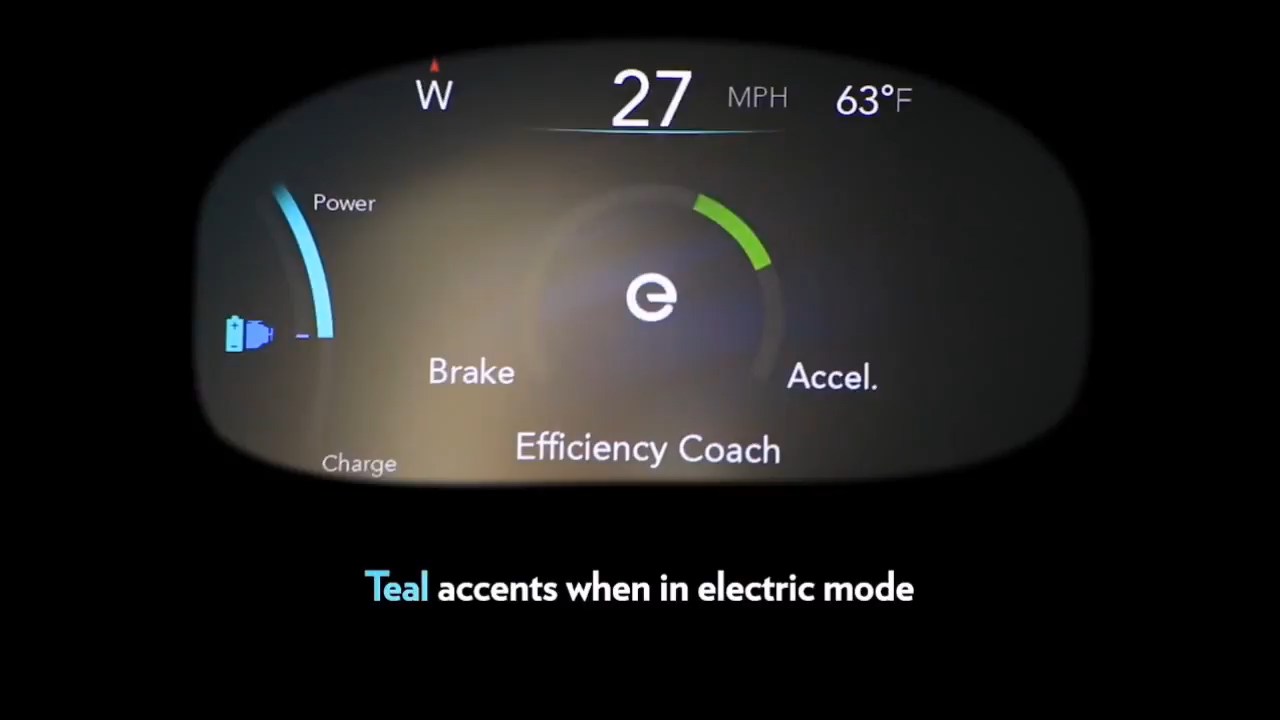 W 27 MPH 63°F
Power
e
Brake
Accel.
Efficiency Coach
Charge
Teal accents when in electric mode